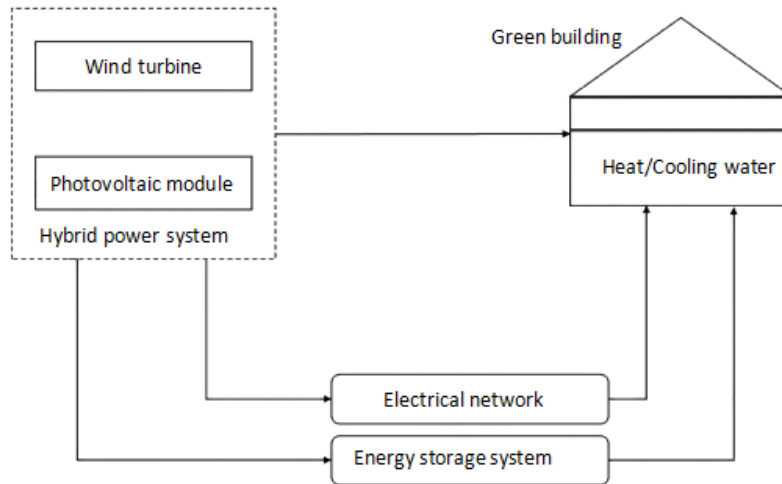 Green building
Wind turbine
Heat/Cooling water
Photovoltaic module
Hybrid power system
Electrical network
Energy storage system